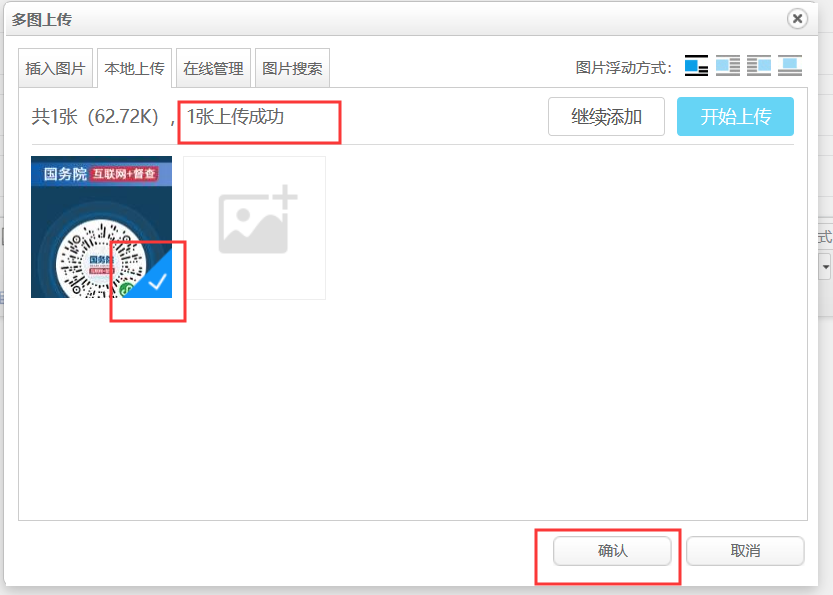 多图上传
插入图片 本地上传 在线管理 图片搜索 图片浮动方式:
共1张（62.72K），1张上传成功 继续添加 开始上传
国务院 互联网+督查
国务院
式
确认 取消